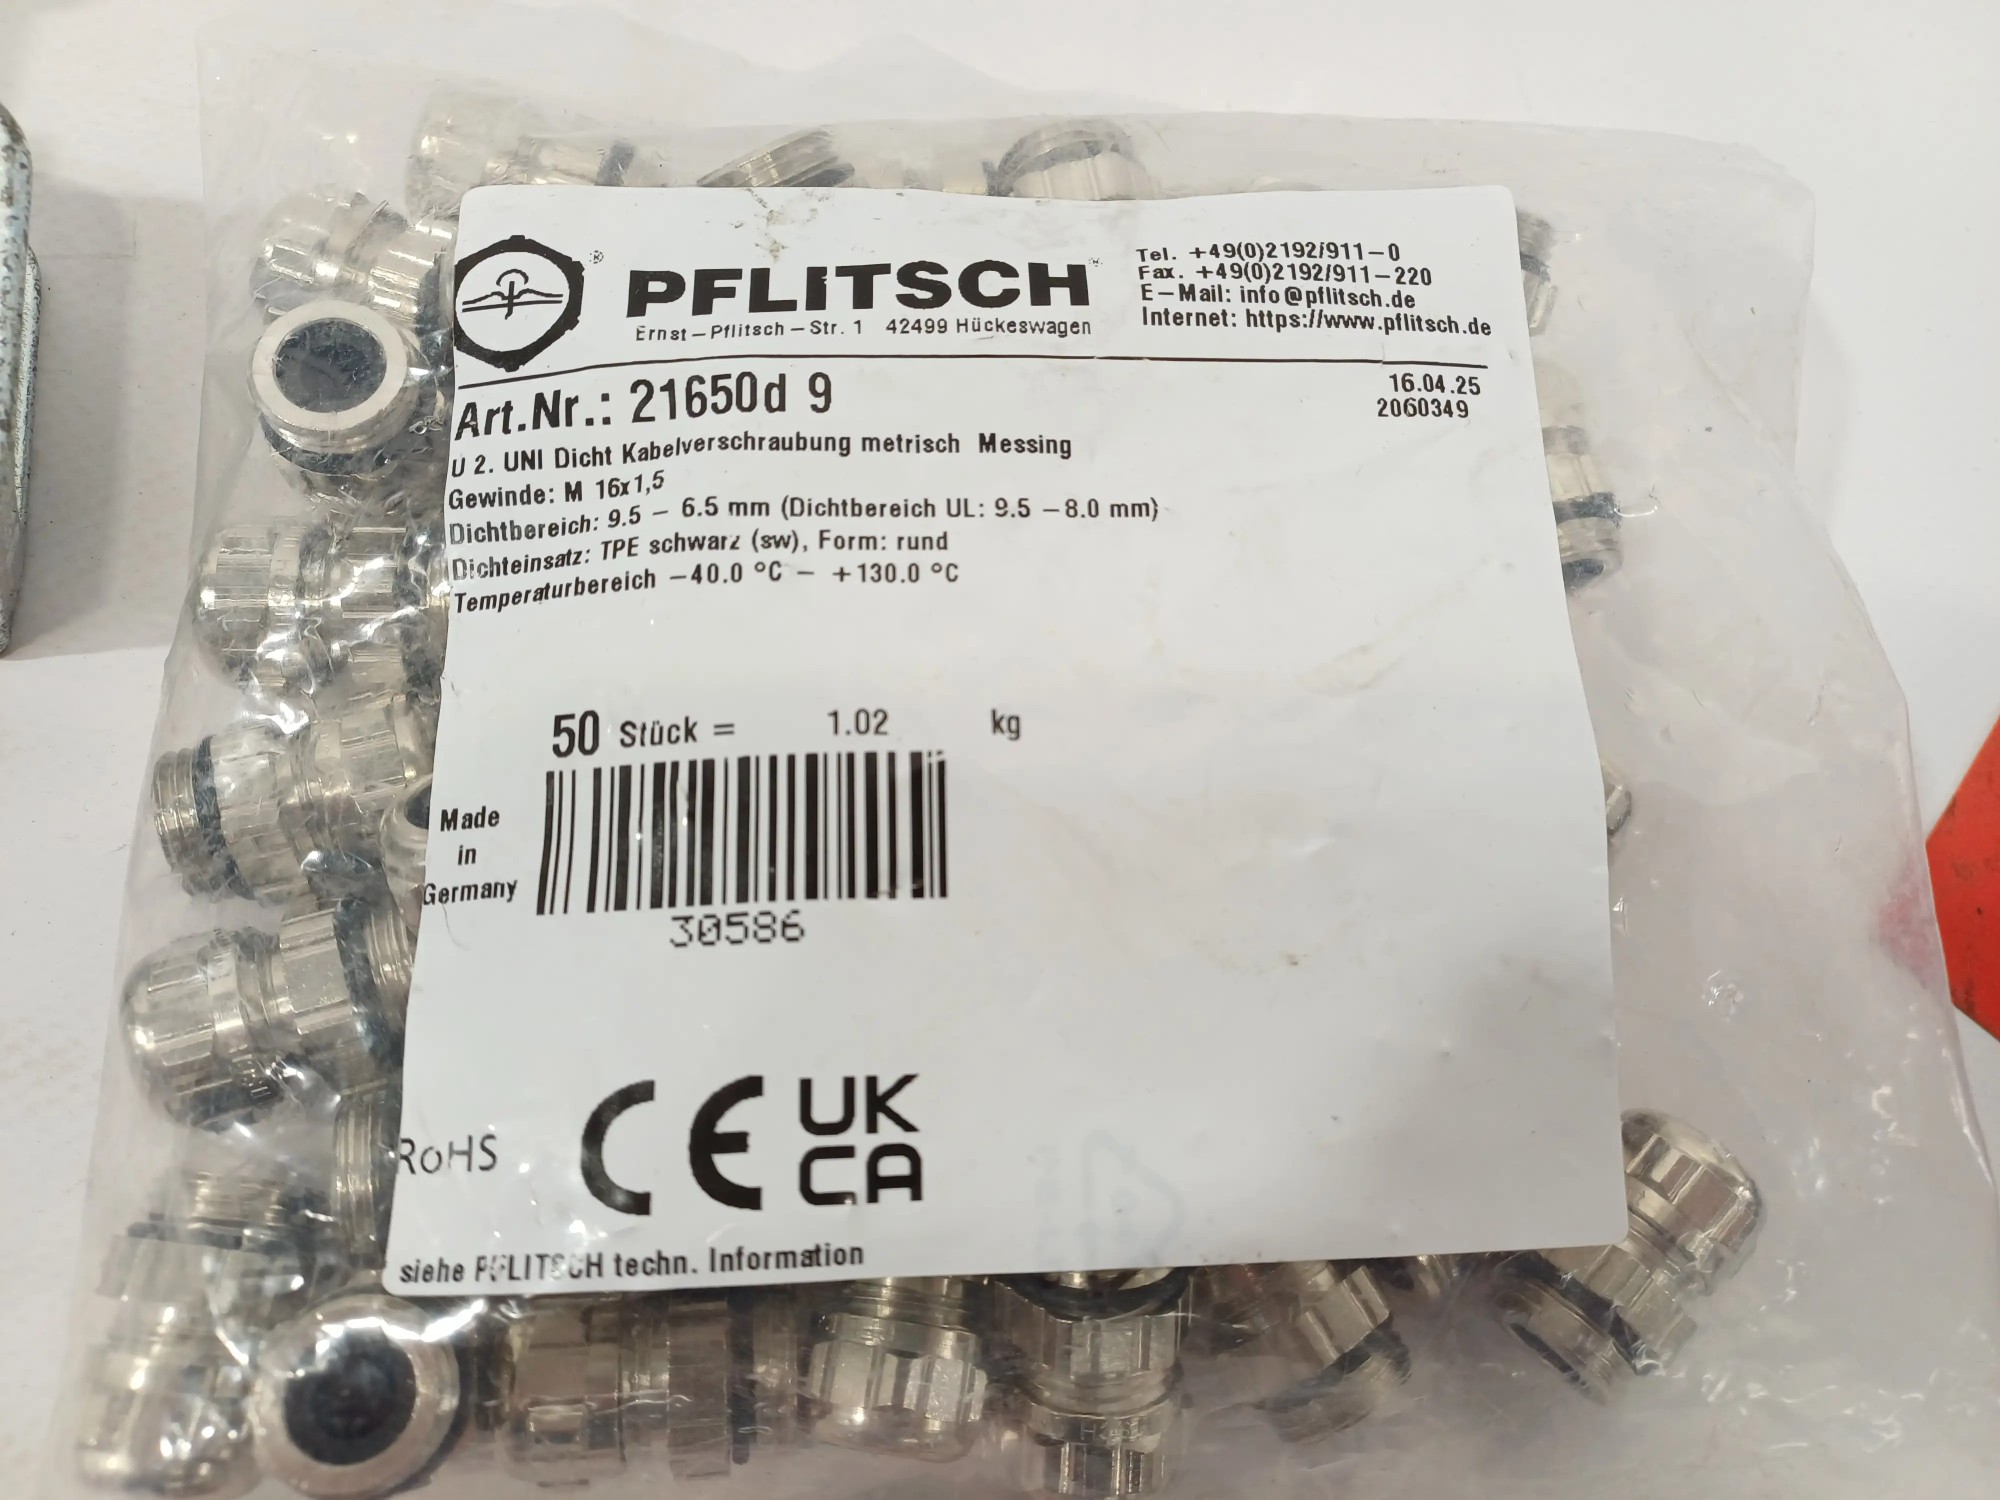 PFLITSCH
Ernst-Pflitsch-Str. 1 42499 Hückeswagen
Tel. +49(0)2192/911-0
Fax. +49(0)2192/911-220
E-Mail: info@pflitsch.de
Internet: https://www.pflitsch.de
Art.Nr.: 21650d 9
16.04.25
2060349
U 2. UNI Dicht Kabelverschraubung metrisch Messing
Gewinde: M 16x1,5
Dichtbereich: 9.5 - 6.5 mm (Dichtbereich UL: 9.5 -8.0 mm)
Dichteinsatz: TPE schwarz (sw), Form: rund
Temperaturbereich -40.0 °C - +130.0 °C
50 Stück = 1.02 kg
Made
in
Germany
30586
RoHS
CE
UK
CA
siehe PFLITSCH techn. Information